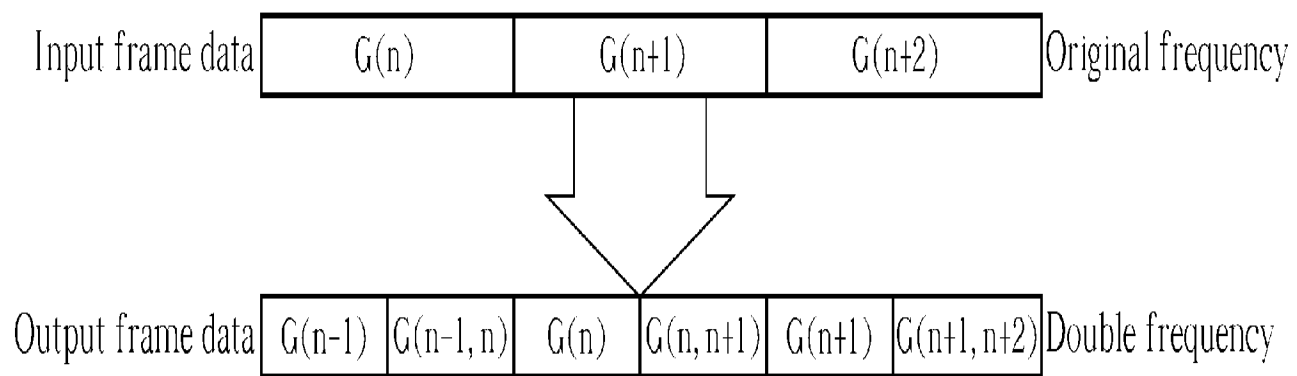 Input frame data G(n) G(n+1) G(n+2) Original frequency
Output frame data G(n-1) G(n-1, n) G(n) G(n, n+1) G(n+1) G(n+1, n+2) Double frequency